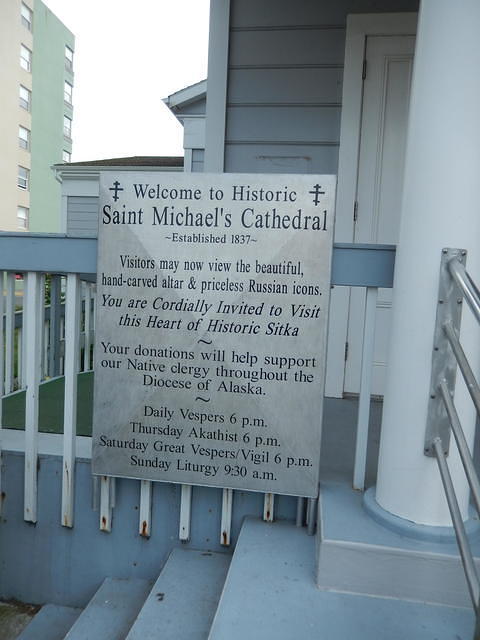 ☦ Welcome to Historic ☦
Saint Michael's Cathedral
~Established 1837~
Visitors may now view the beautiful,
hand-carved altar & priceless Russian icons.
You are Cordially Invited to Visit
this Heart of Historic Sitka
~
Your donations will help support
our Native clergy throughout the
Diocese of Alaska.
~
Daily Vespers 6 p.m.
Thursday Akathist 6 p.m.
Saturday Great Vespers/Vigil 6 p.m.
Sunday Liturgy 9:30 a.m.